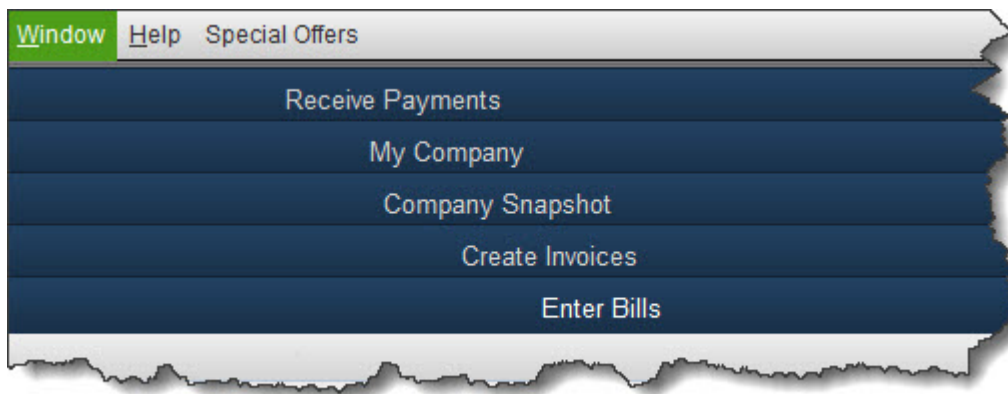 Window Help Special Offers
Receive Payments
My Company
Company Snapshot
Create Invoices
Enter Bills